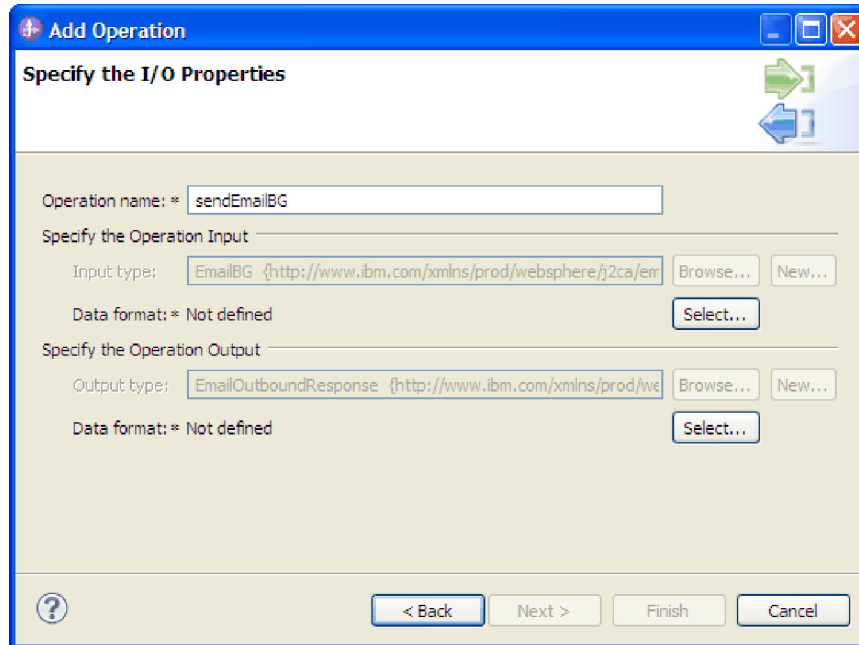 Add Operation
Specify the I/O Properties
Operation name: * sendEmailBG
Specify the Operation Input
Input type: EmailBG {http://www.ibm.com/xmlns/prod/websphere/j2ca/em Browse... New...
Data format: * Not defined Select...
Specify the Operation Output
Output type: EmailOutboundResponse {http://www.ibm.com/xmlns/prod/we Browse... New...
Data format: * Not defined Select...
? < Back Next > Finish Cancel